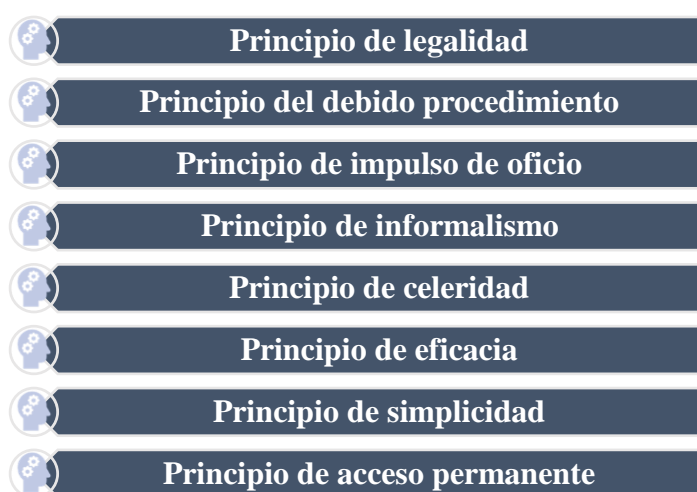 Principio de legalidad
Principio del debido procedimiento
Principio de impulso de oficio
Principio de informalismo
Principio de celeridad
Principio de eficacia
Principio de simplicidad
Principio de acceso permanente